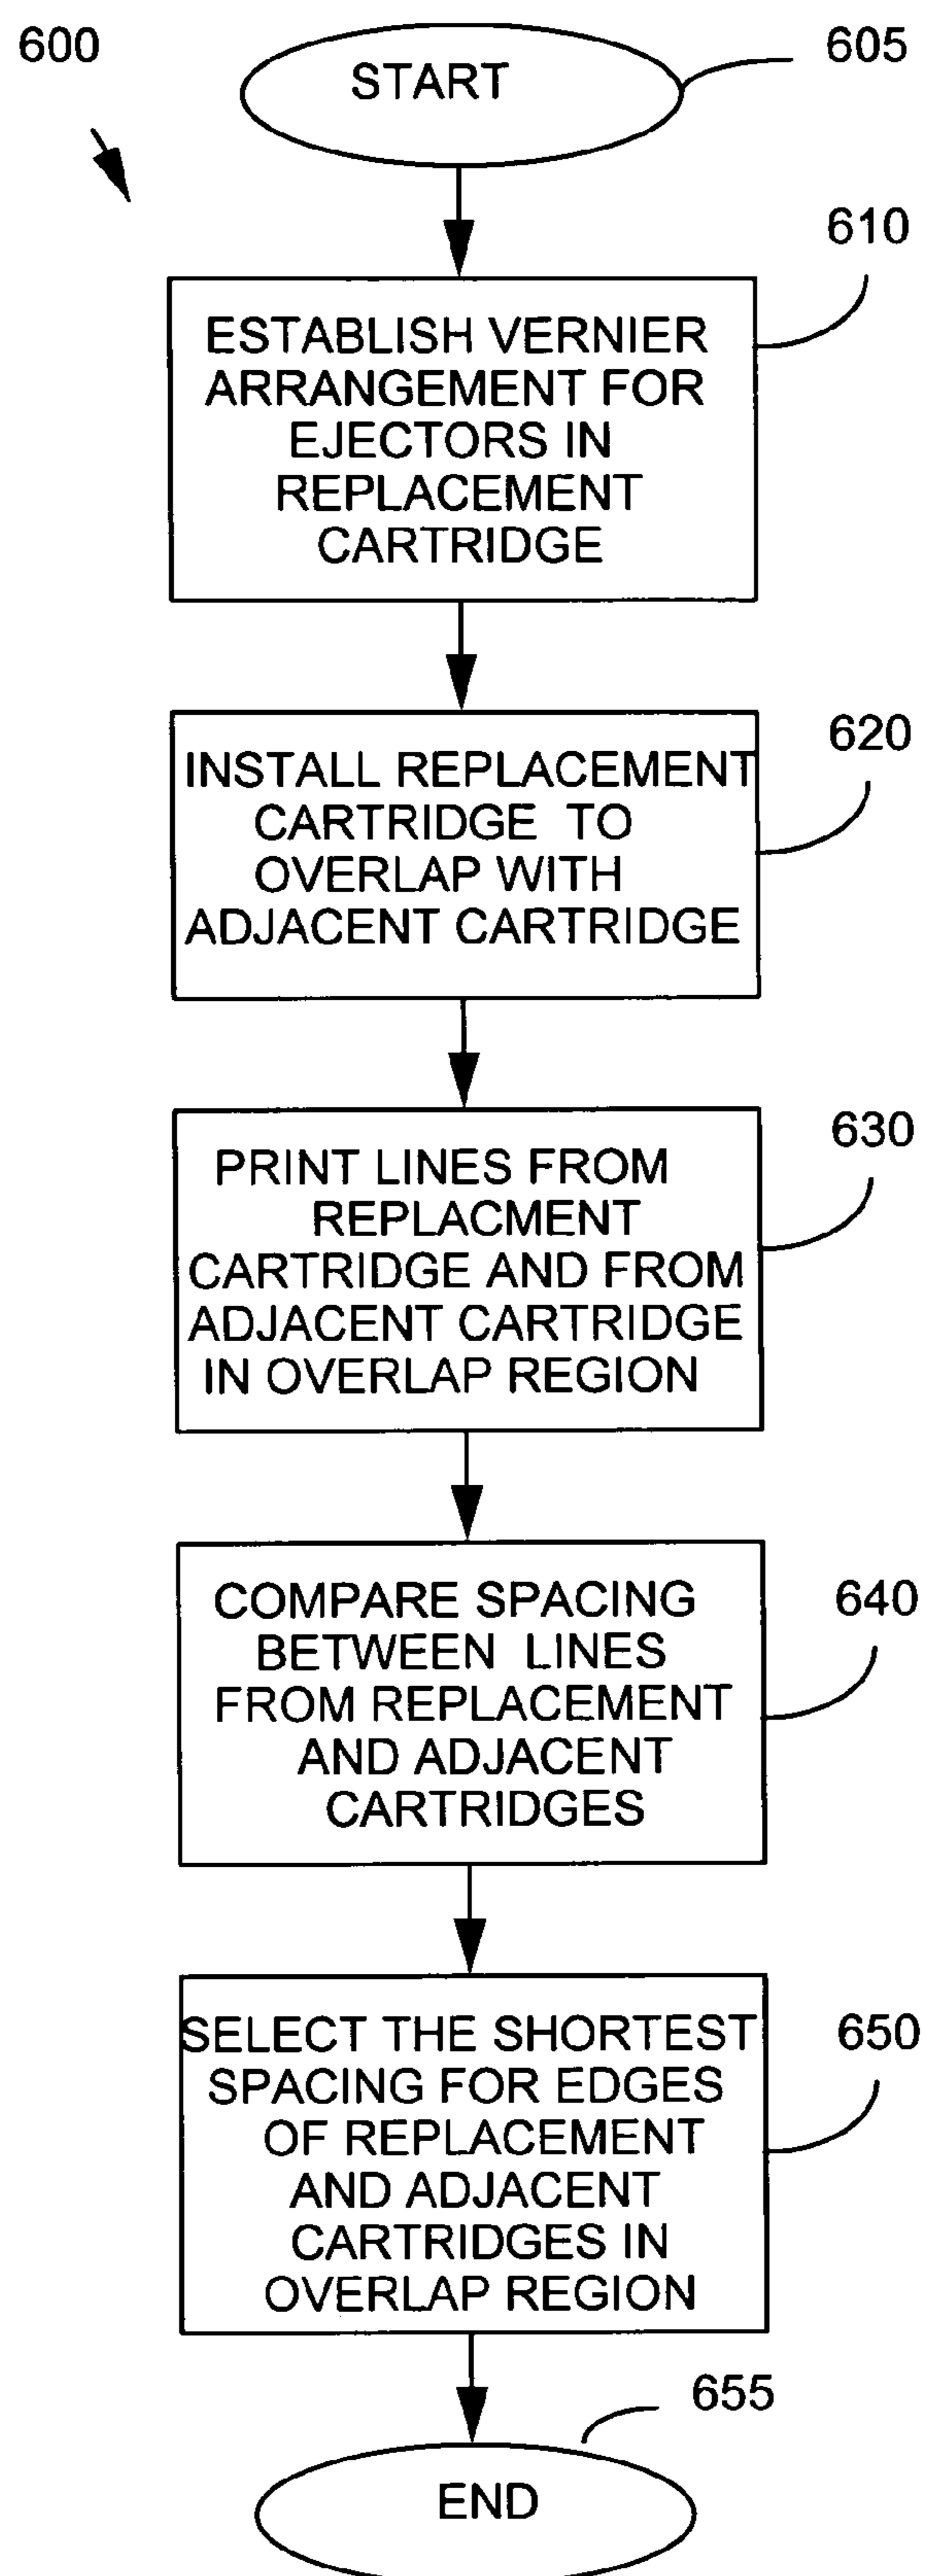 600
START
605
610
ESTABLISH VERNIER
ARRANGEMENT FOR
EJECTORS IN
REPLACEMENT
CARTRIDGE
620
INSTALL REPLACEMENT
CARTRIDGE TO
OVERLAP WITH
ADJACENT CARTRIDGE
630
PRINT LINES FROM
REPLACMENT
CARTRIDGE AND FROM
ADJACENT CARTRIDGE
IN OVERLAP REGION
640
COMPARE SPACING
BETWEEN LINES
FROM REPLACEMENT
AND ADJACENT
CARTRIDGES
650
SELECT THE SHORTEST
SPACING FOR EDGES
OF REPLACEMENT
AND ADJACENT
CARTRIDGES IN
OVERLAP REGION
655
END